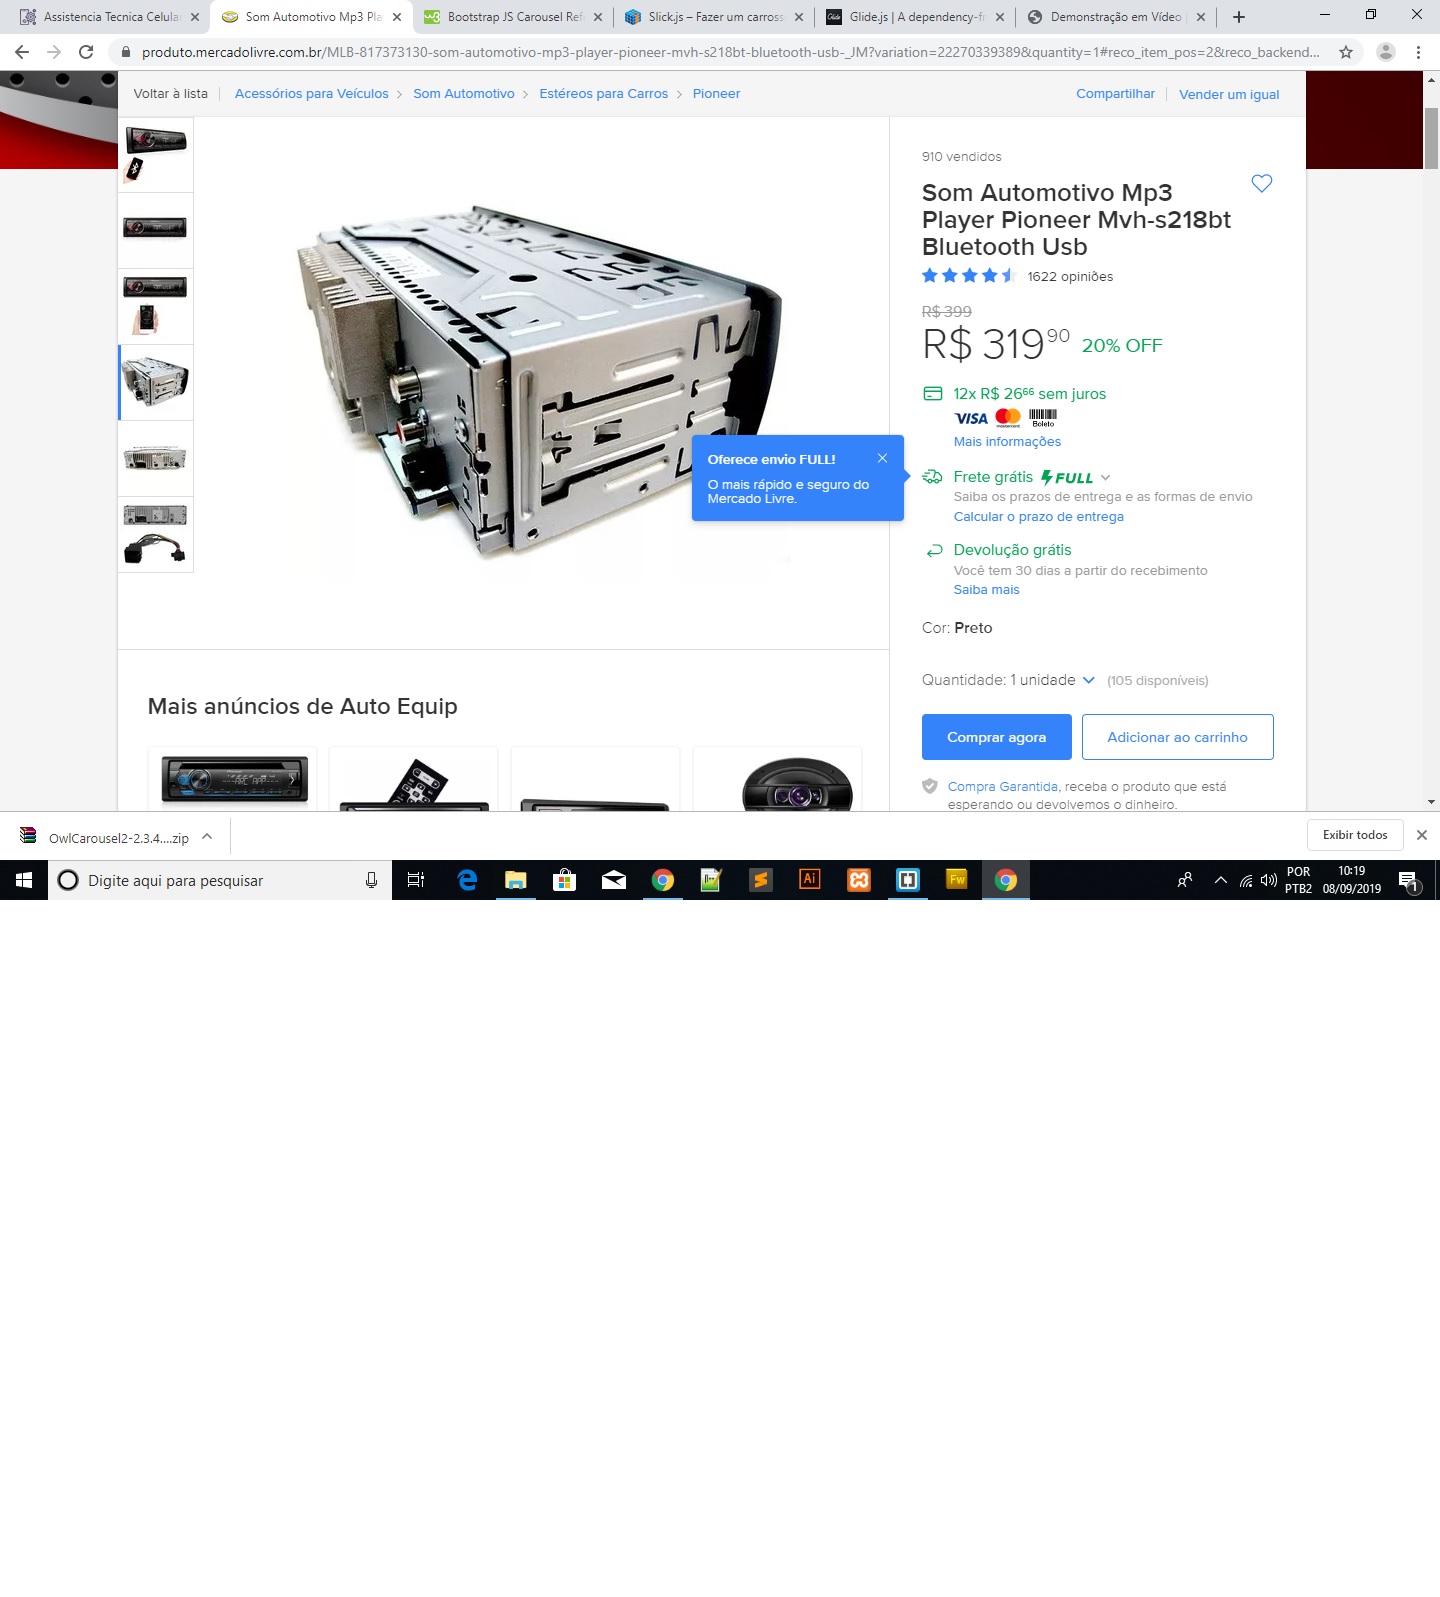 Assistencia Tecnica Celula
Som Automotivo Mp3 Pla
Bootstrap JS Carousel Ref
Slick.js – Fazer um carross
Glide.js | A dependency-fr
Demonstração em Vídeo
produto.mercadolivre.com.br/MLB-817373130-som-automotivo-mp3-player-pioneer-mvh-s218bt-bluetooth-usb-_JM?variation=22270339389&quantity=1#reco_item_pos=2&reco_backend...
Voltar à lista
Acessórios para Veículos
Som Automotivo
Estéreos para Carros
Pioneer
Compartilhar
Vender um igual
910 vendidos
Som Automotivo Mp3
Player Pioneer Mvh-s218bt
Bluetooth Usb
1622 opiniões
R$ 399
R$ 319 90 20% OFF
12x R$ 26 66 sem juros
VISA
mastercard
Boleto
Mais informações
Oferece envio FULL!
O mais rápido e seguro do
Mercado Livre.
Frete grátis FULL
Saiba os prazos de entrega e as formas de envio
Calcular o prazo de entrega
Devolução grátis
Você tem 30 dias a partir do recebimento
Saiba mais
Cor: Preto
Quantidade: 1 unidade (105 disponíveis)
Comprar agora
Adicionar ao carrinho
Compra Garantida, receba o produto que está
esperando ou devolvemos o dinheiro.
Mais anúncios de Auto Equip
ARC APP
OwlCarousel2-2.3.4....zip
Exibir todos
Digite aqui para pesquisar
Ai
Fw
POR
PTB2
10:19
08/09/2019
1